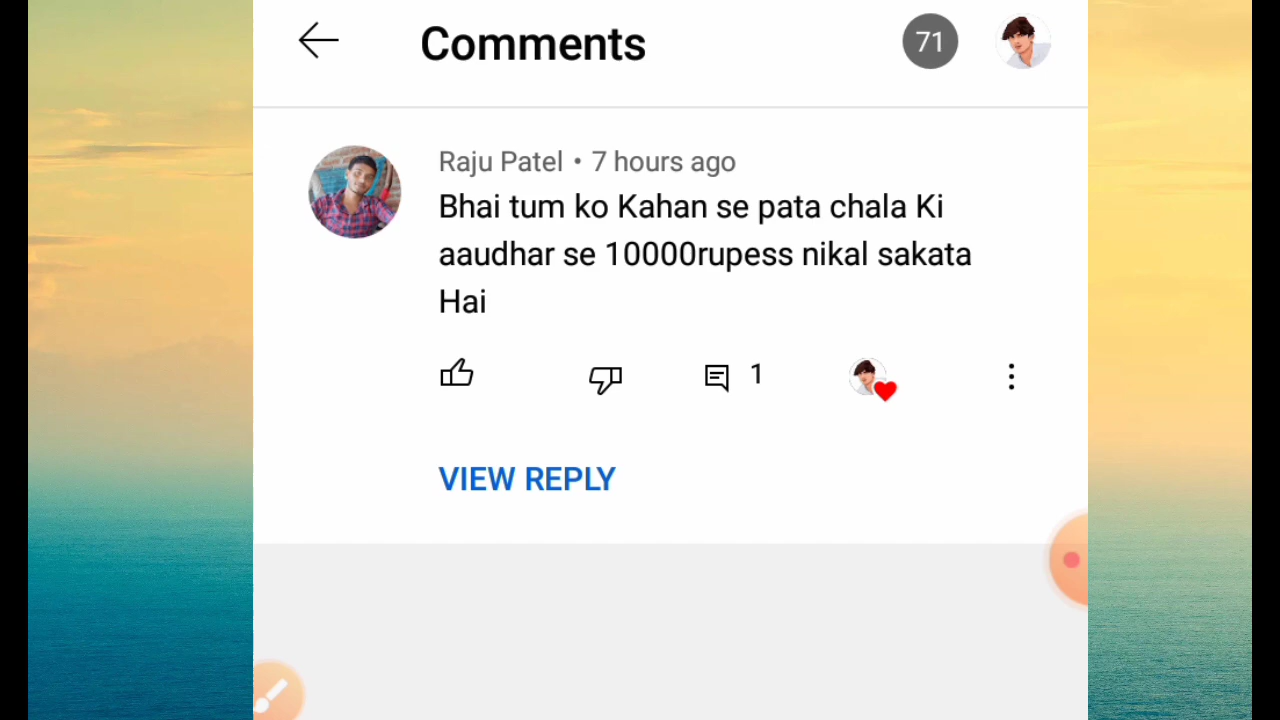 Comments
71
Raju Patel • 7 hours ago
Bhai tum ko Kahan se pata chala Ki
aaudhar se 10000rupess nikal sakata
Hai
1
VIEW REPLY